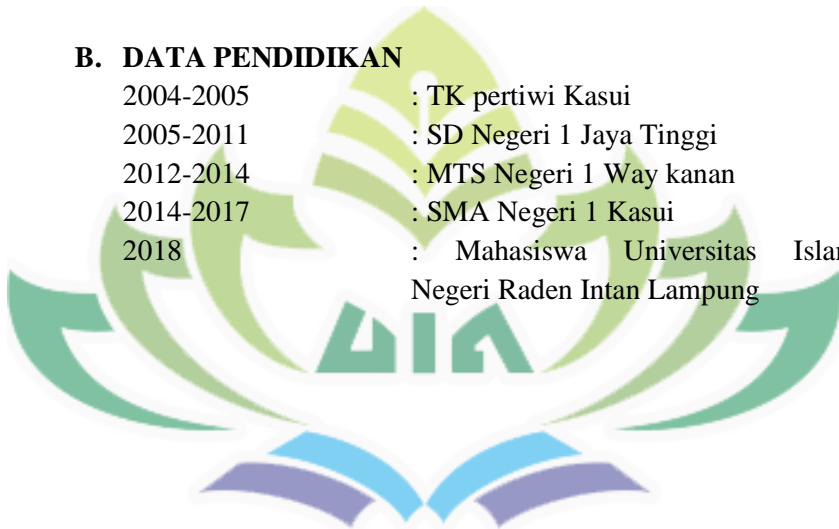 B. DATA PENDIDIKAN
2004-2005 : TK pertiwi Kasui
2005-2011 : SD Negeri 1 Jaya Tinggi
2012-2014 : MTS Negeri 1 Way kanan
2014-2017 : SMA Negeri 1 Kasui
2018 : Mahasiswa Universitas
Negeri Raden Intan Lampung
UIN